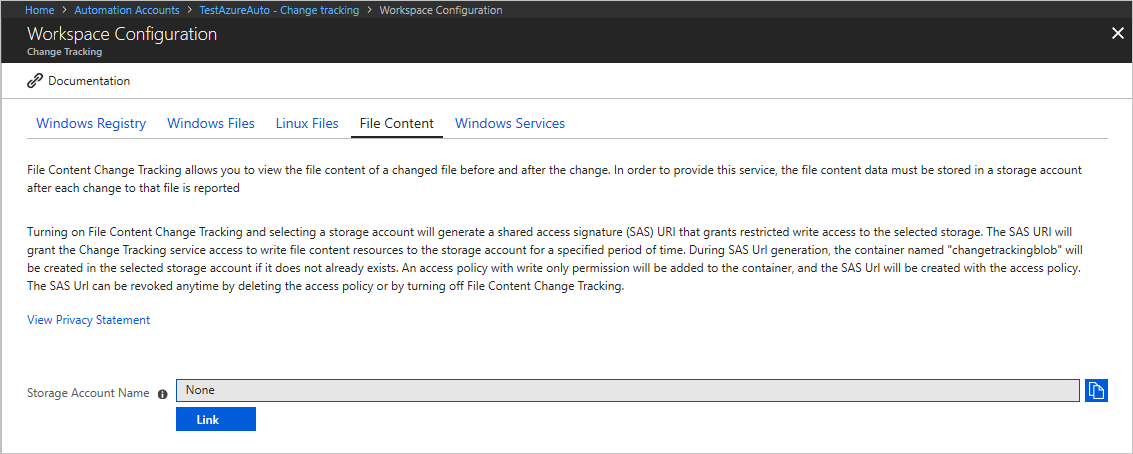 Home > Automation Accounts > TestAzureAuto - Change tracking > Workspace Configuration
Workspace Configuration
Change Tracking
Documentation
Windows Registry Windows Files Linux Files File Content Windows Services
File Content Change Tracking allows you to view the file content of a changed file before and after the change. In order to provide this service, the file content data must be stored in a storage account
after each change to that file is reported
Turning on File Content Change Tracking and selecting a storage account will generate a shared access signature (SAS) URI that grants restricted write access to the selected storage. The SAS URI will
grant the Change Tracking service access to write file content resources to the storage account for a specified period of time. During SAS Url generation, the container named "changetrackingblob" will
be created in the selected storage account if it does not already exists. An access policy with write only permission will be added to the container, and the SAS Url will be created with the access policy.
The SAS Url can be revoked anytime by deleting the access policy or by turning off File Content Change Tracking.
View Privacy Statement
Storage Account Name None
Link